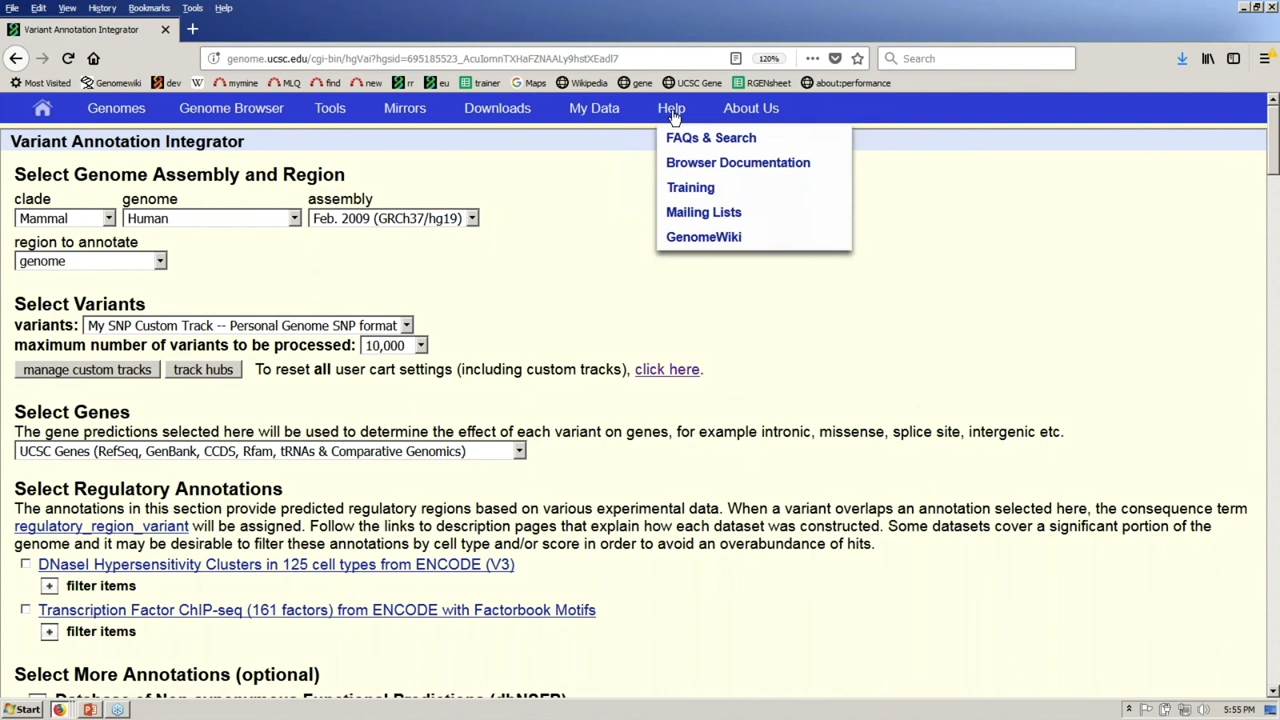 File Edit View History Bookmarks Tools Help
Variant Annotation Integrator
genome.ucsc.edu/cgi-bin/hgVai?hgsid=695185523_AcuIomnTXHaFZNAALy9hstXEadl7 120% Search
Most Visited Genomewiki dev mymine MLQ find new rr eu trainer Maps Wikipedia gene UCSC Gene RGENsheet about:performance
Genomes Genome Browser Tools Mirrors Downloads My Data Help About Us
FAQs & Search
Browser Documentation
Training
Mailing Lists
GenomeWiki
Variant Annotation Integrator
Select Genome Assembly and Region
clade genome assembly
Mammal Human Feb. 2009 (GRCh37/hg19)
region to annotate
genome
Select Variants
variants: My SNP Custom Track -- Personal Genome SNP format
maximum number of variants to be processed: 10,000
manage custom tracks track hubs To reset all user cart settings (including custom tracks), click here.
Select Genes
The gene predictions selected here will be used to determine the effect of each variant on genes, for example intronic, missense, splice site, intergenic etc.
UCSC Genes (RefSeq, GenBank, CCDS, Rfam, tRNAs & Comparative Genomics)
Select Regulatory Annotations
The annotations in this section provide predicted regulatory regions based on various experimental data. When a variant overlaps an annotation selected here, the consequence term
regulatory_region_variant will be assigned. Follow the links to description pages that explain how each dataset was constructed. Some datasets cover a significant portion of the
genome and it may be desirable to filter these annotations by cell type and/or score in order to avoid an overabundance of hits.
DNaseI Hypersensitivity Clusters in 125 cell types from ENCODE (V3)
+ filter items
Transcription Factor ChIP-seq (161 factors) from ENCODE with Factorbook Motifs
+ filter items
Select More Annotations (optional)
Database of Non-synonymous Functional Predictions (dbNSFP)
Start 5:55 PM